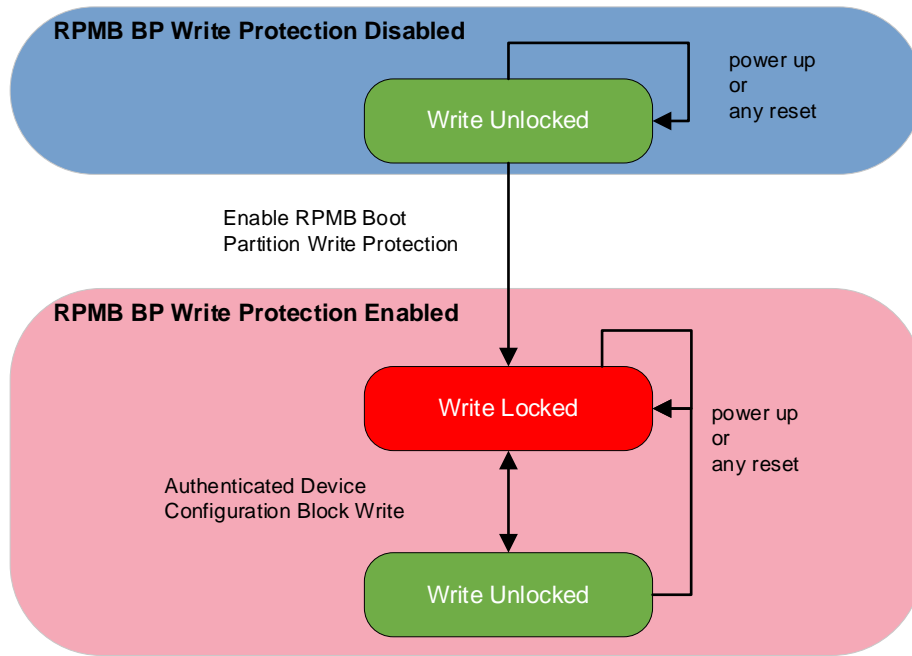 RPMB BP Write Protection Disabled
Write Unlocked
power up
or
any reset
Enable RPMB Boot
Partition Write Protection
RPMB BP Write Protection Enabled
Write Locked
power up
or
any reset
Authenticated Device
Configuration Block Write
Write Unlocked